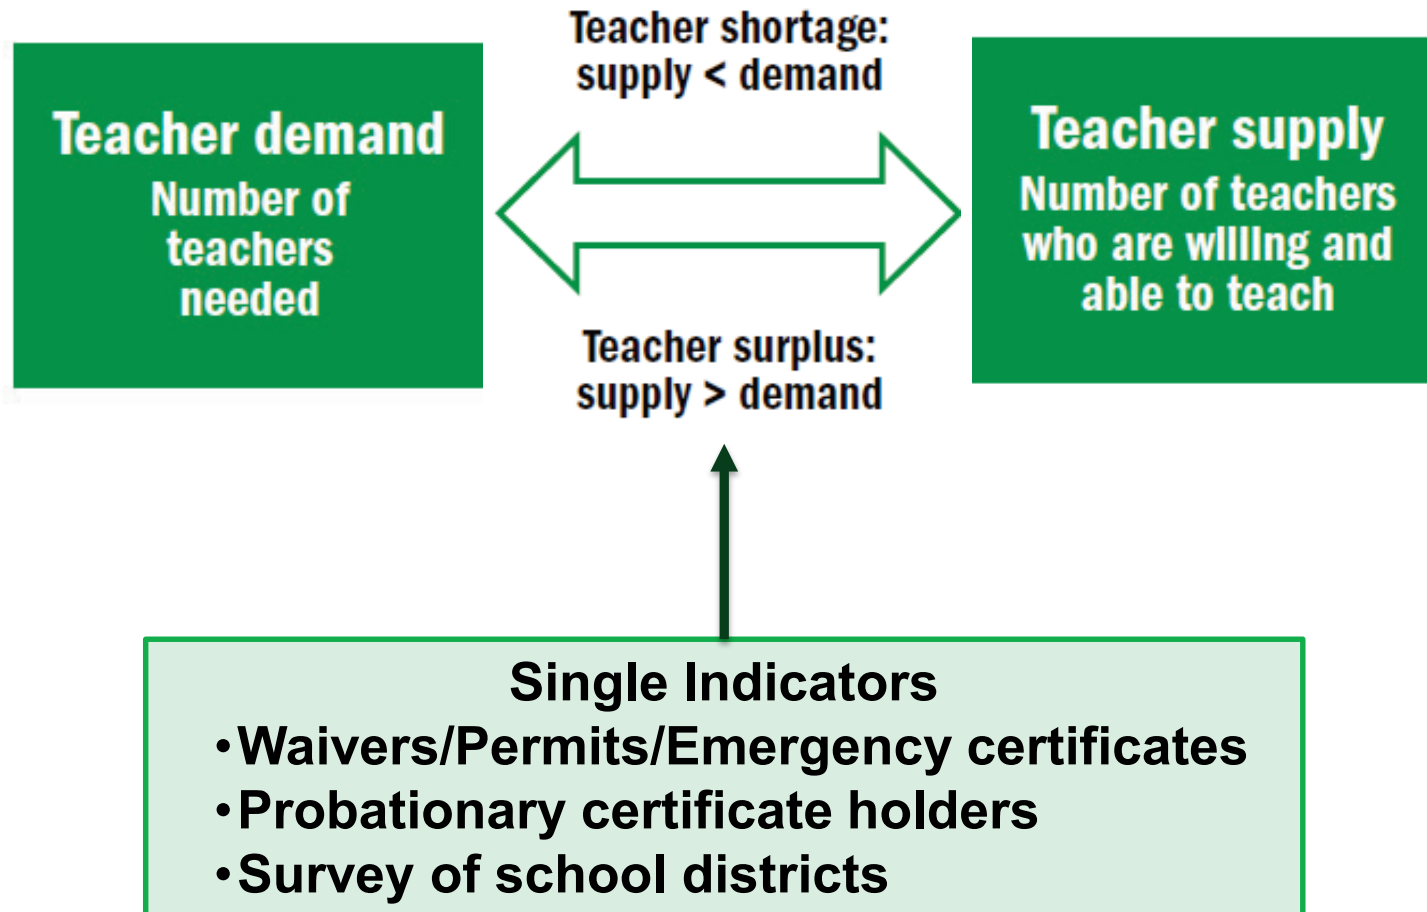 Teacher demand
Number of
teachers
needed
Teacher shortage:
supply < demand
Teacher surplus:
supply > demand
Teacher supply
Number of teachers
who are willing and
able to teach
Single Indicators
•Waivers/Permits/Emergency certificates
•Probationary certificate holders
•Survey of school districts